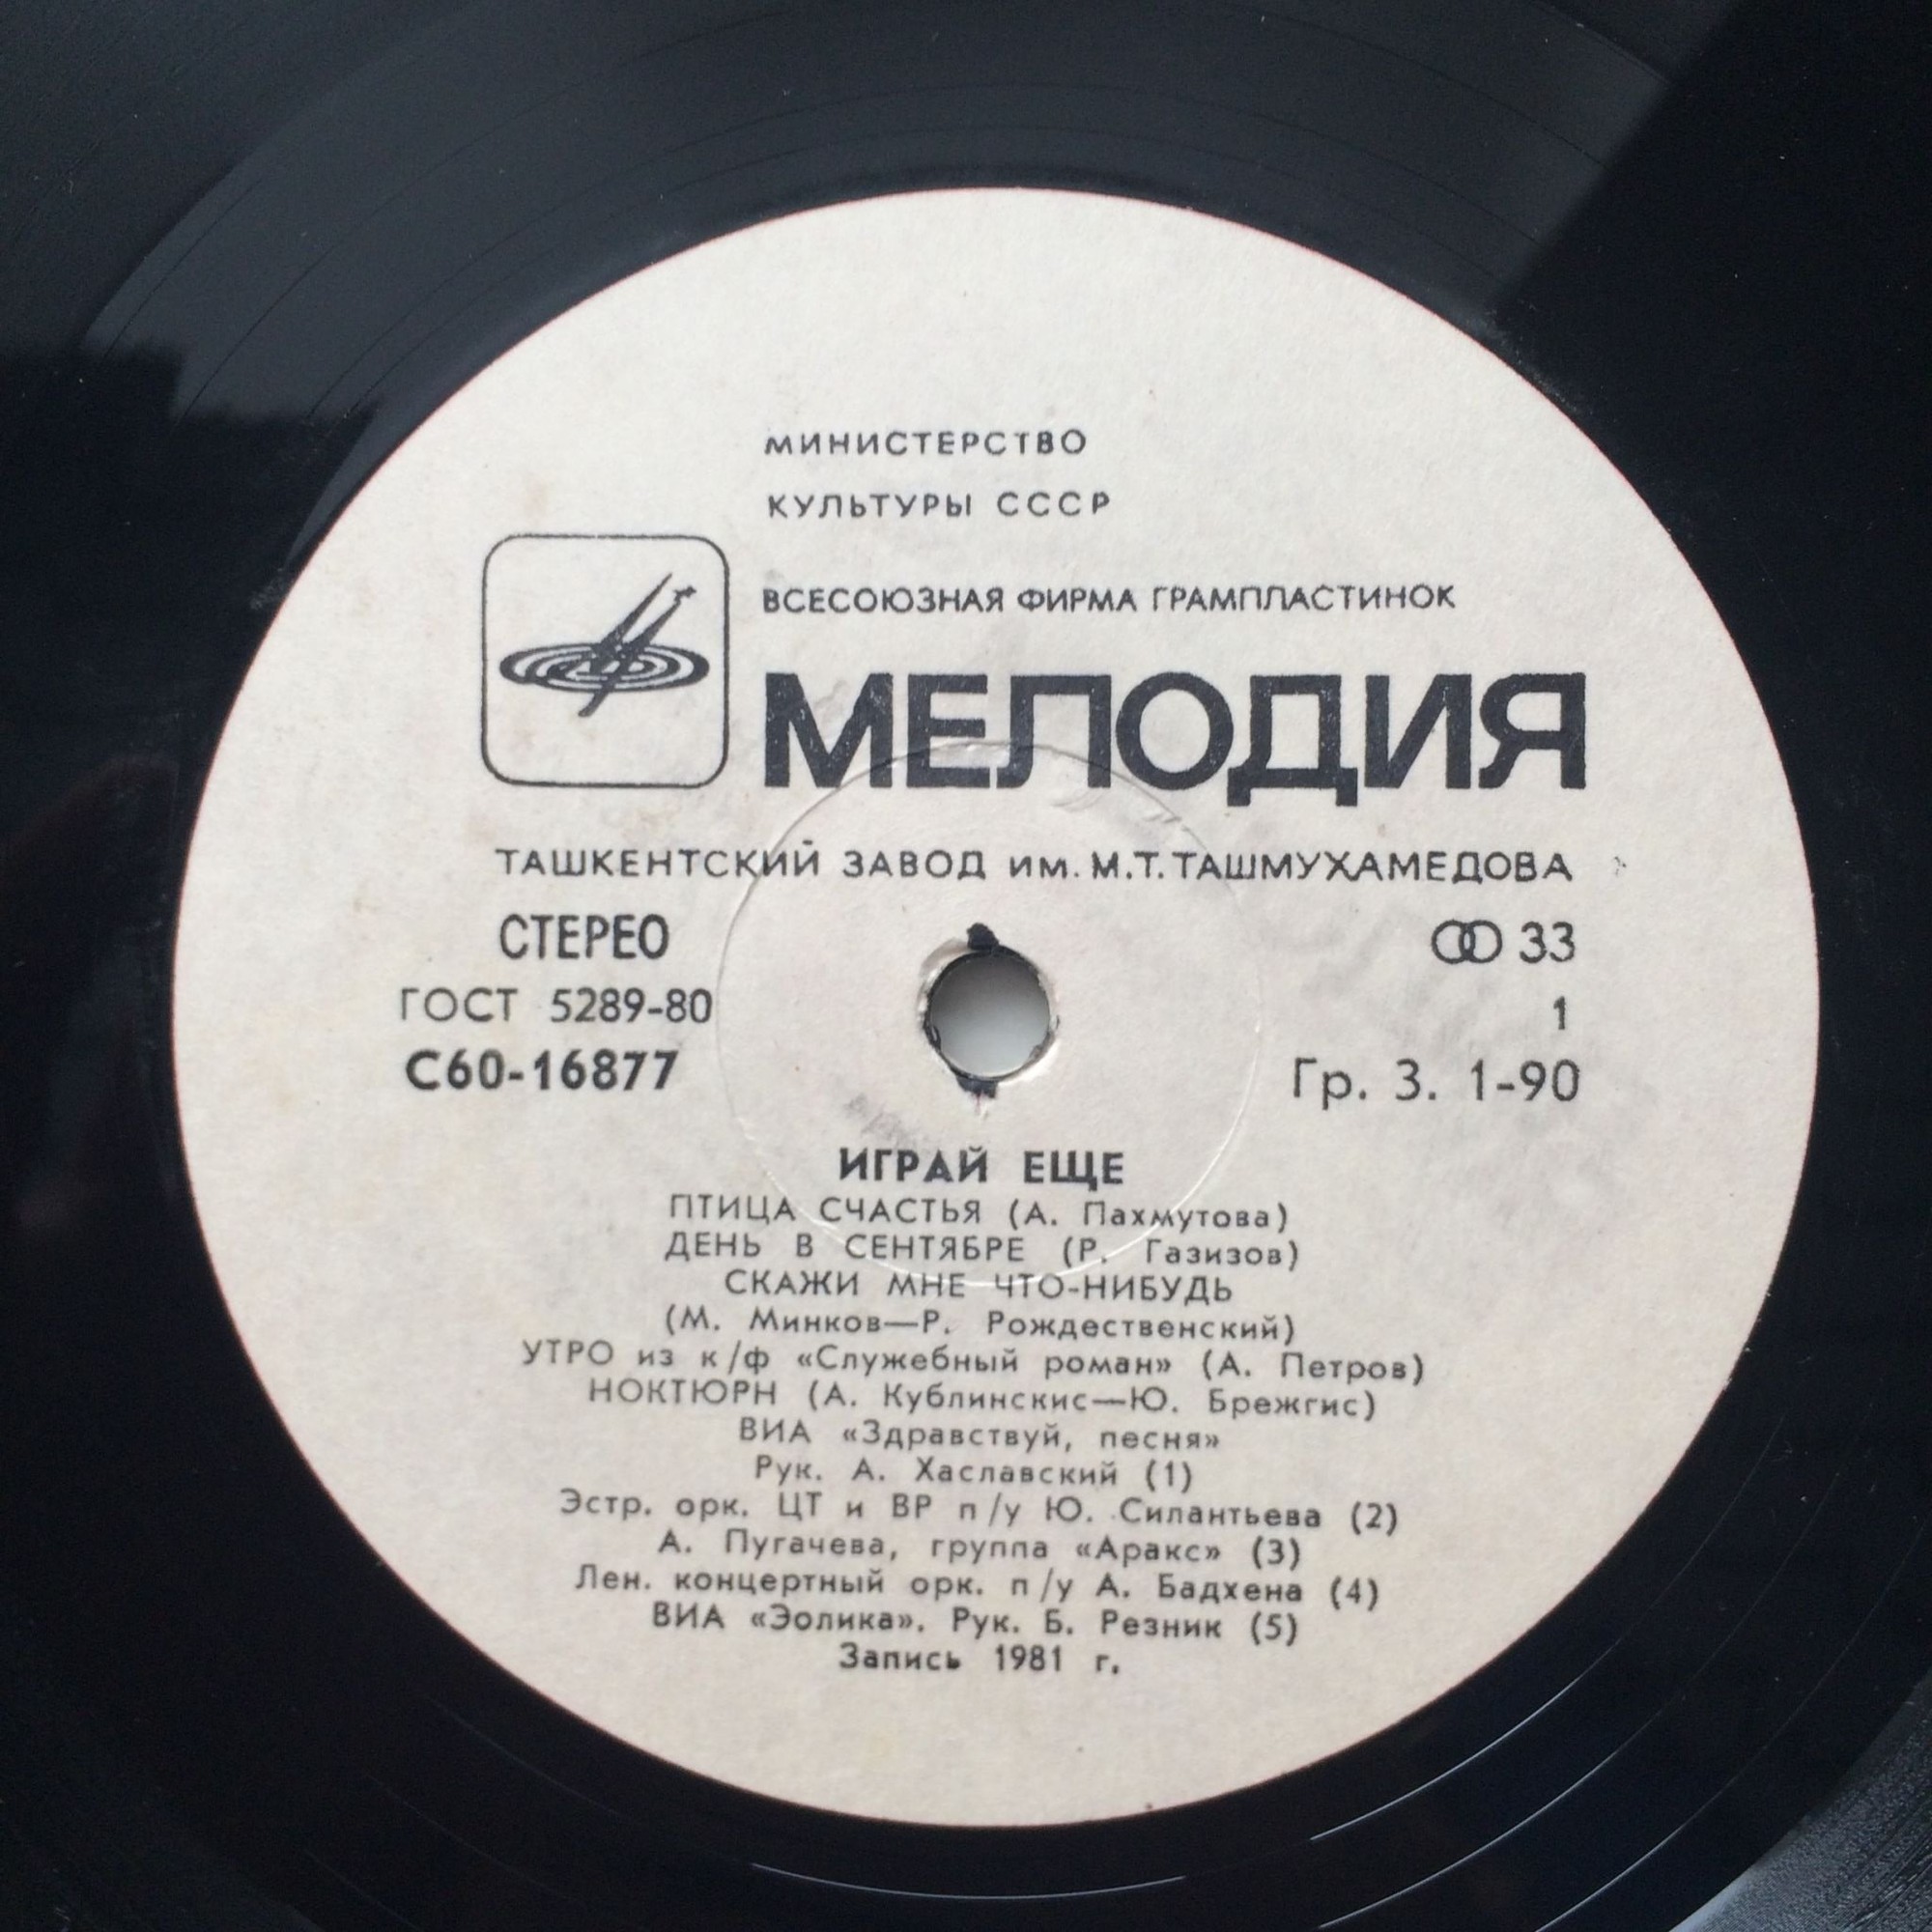 МИНИСТЕРСТВО
КУЛЬТУРЫ СССР
ВСЕСОЮЗНАЯ ФИРМА ГРАМПЛАСТИНОК
МЕЛОДИЯ
ТАШКЕНТСКИЙ ЗАВОД им. М.Т. ТАШМУХАМЕДОВА
СТЕРЕО 33
ГОСТ 5289-80 1
С60-16877 Гр. 3. 1-90
ИГРАЙ ЕЩЕ
ПТИЦА СЧАСТЬЯ (А. Пахмутова)
ДЕНЬ В СЕНТЯБРЕ (Р. Газизов)
СКАЖИ МНЕ ЧТО-НИБУДЬ
(М. Минков—Р. Рождественский)
УТРО из к/ф «Служебный роман» (А. Петров)
НОКТЮРН (А. Кублинскис—Ю. Брежгис)
ВИА «Здравствуй, песня»
Рук. А. Хаславский (1)
Эстр. орк. ЦТ и ВР п/у Ю. Силантьева (2)
А. Пугачева, группа «Аракс» (3)
Лен. концертный орк. п/у А. Бадхена (4)
ВИА «Эолика». Рук. Б. Резник (5)
Запись 1981 г.